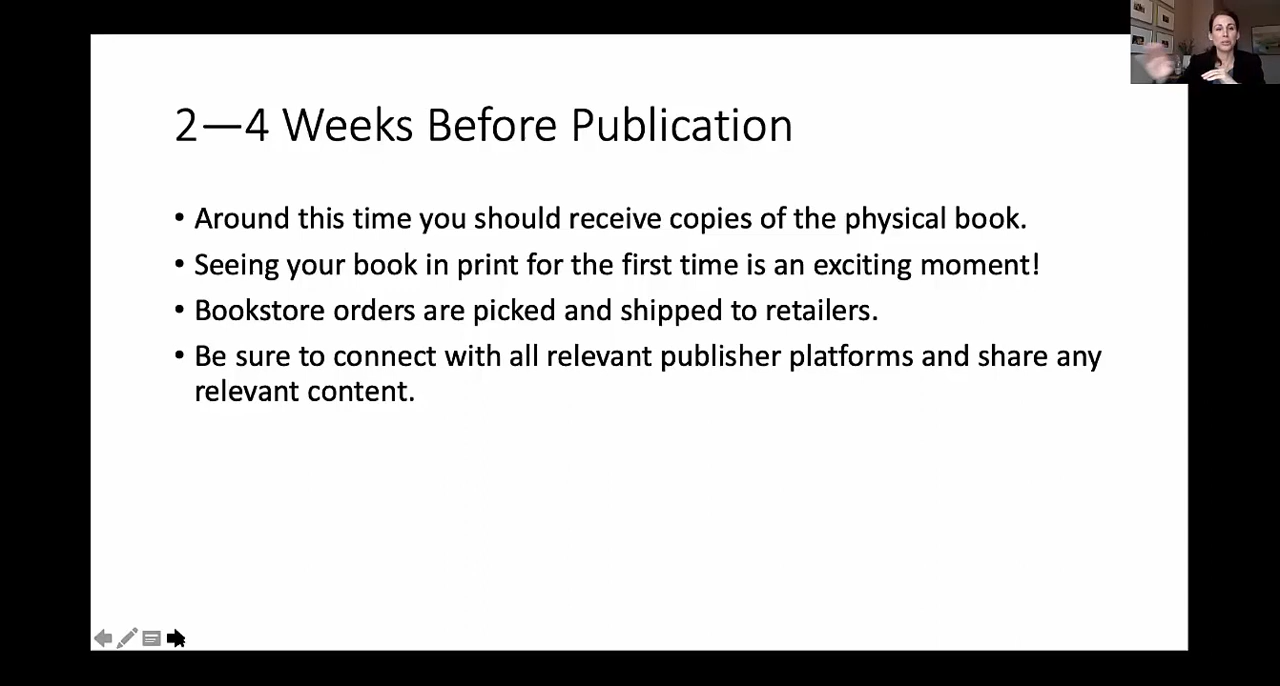 2—4 Weeks Before Publication
• Around this time you should receive copies of the physical book.
• Seeing your book in print for the first time is an exciting moment!
• Bookstore orders are picked and shipped to retailers.
• Be sure to connect with all relevant publisher platforms and share any
relevant content.